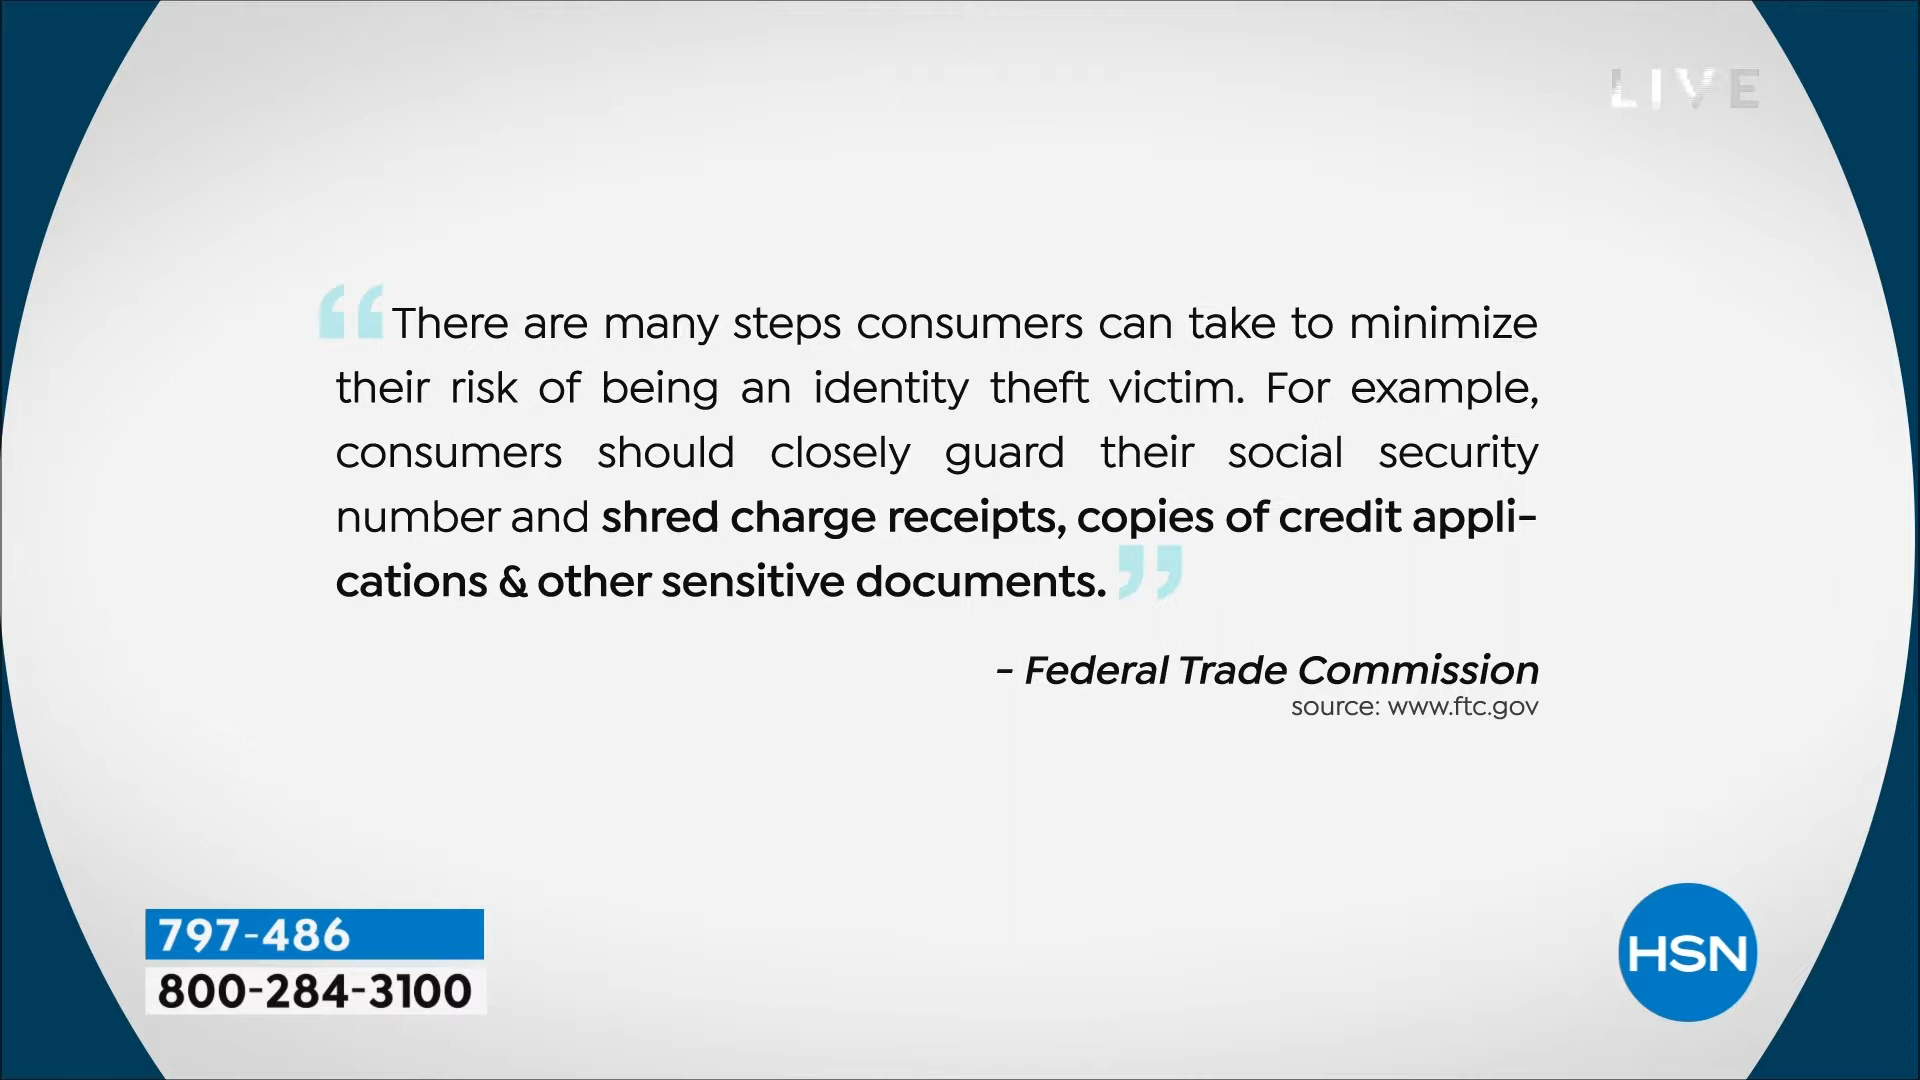 LIVE
“There are many steps consumers can take to minimize
their risk of being an identity theft victim. For example,
consumers should closely guard their social security
number and shred charge receipts, copies of credit appli-
cations & other sensitive documents.”
- Federal Trade Commission
source: www.ftc.gov
797-486
800-284-3100
HSN